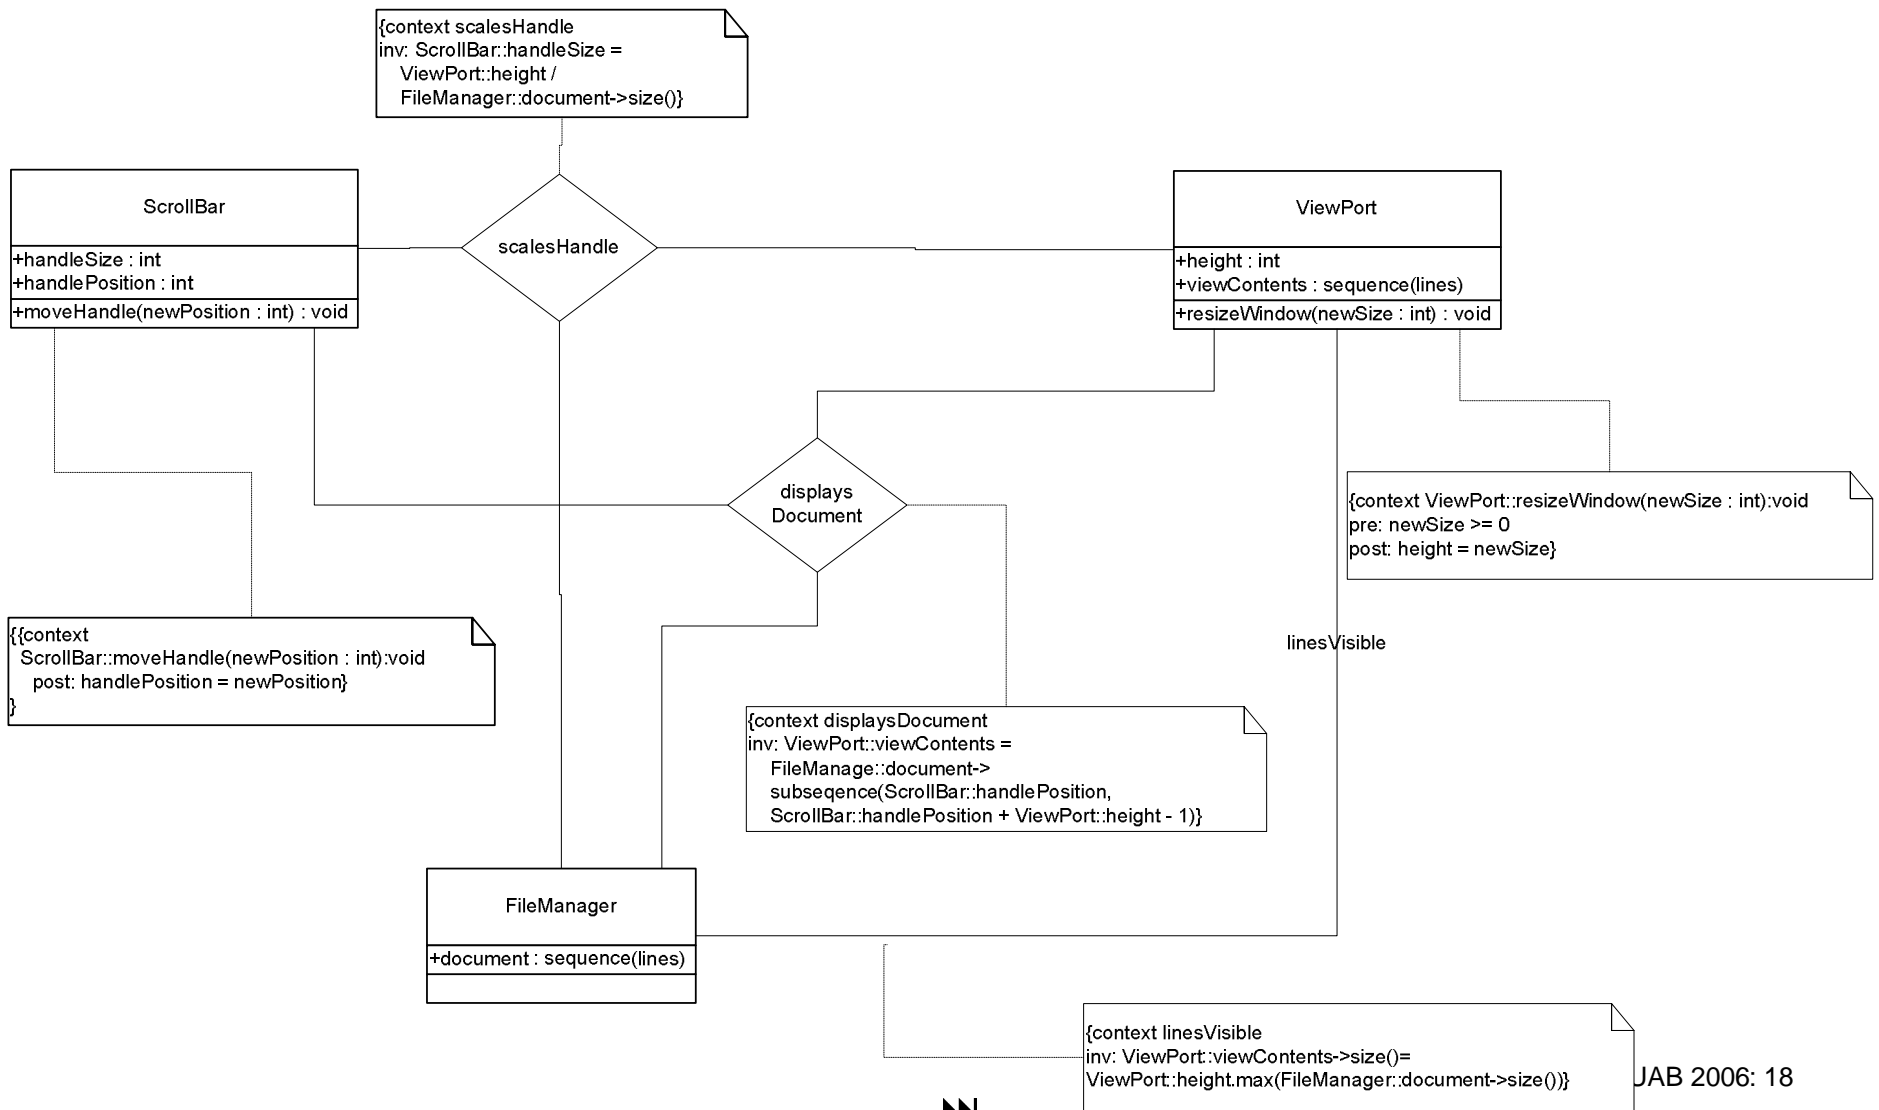 {context scalesHandle
inv: ScrollBar::handleSize =
ViewPort::height /
FileManager::document->size()}
ScrollBar
+handleSize : int
+handlePosition : int
+moveHandle(newPosition : int) : void
scalesHandle
ViewPort
+height : int
+viewContents : sequence(lines)
+resizeWindow(newSize : int) : void
displays
Document
{context ViewPort::resizeWindow(newSize : int):void
pre: newSize >= 0
post: height = newSize}
linesVisible
{{context
ScrollBar::moveHandle(newPosition : int):void
post: handlePosition = newPosition}
}
{context displaysDocument
inv: ViewPort::viewContents =
FileManage::document->
subseqence(ScrollBar::handlePosition,
ScrollBar::handlePosition + ViewPort::height - 1)}
FileManager
+document : sequence(lines)
{context linesVisible
inv: ViewPort::viewContents->size()=
ViewPort::height.max(FileManager::document->size())}
2006: 18